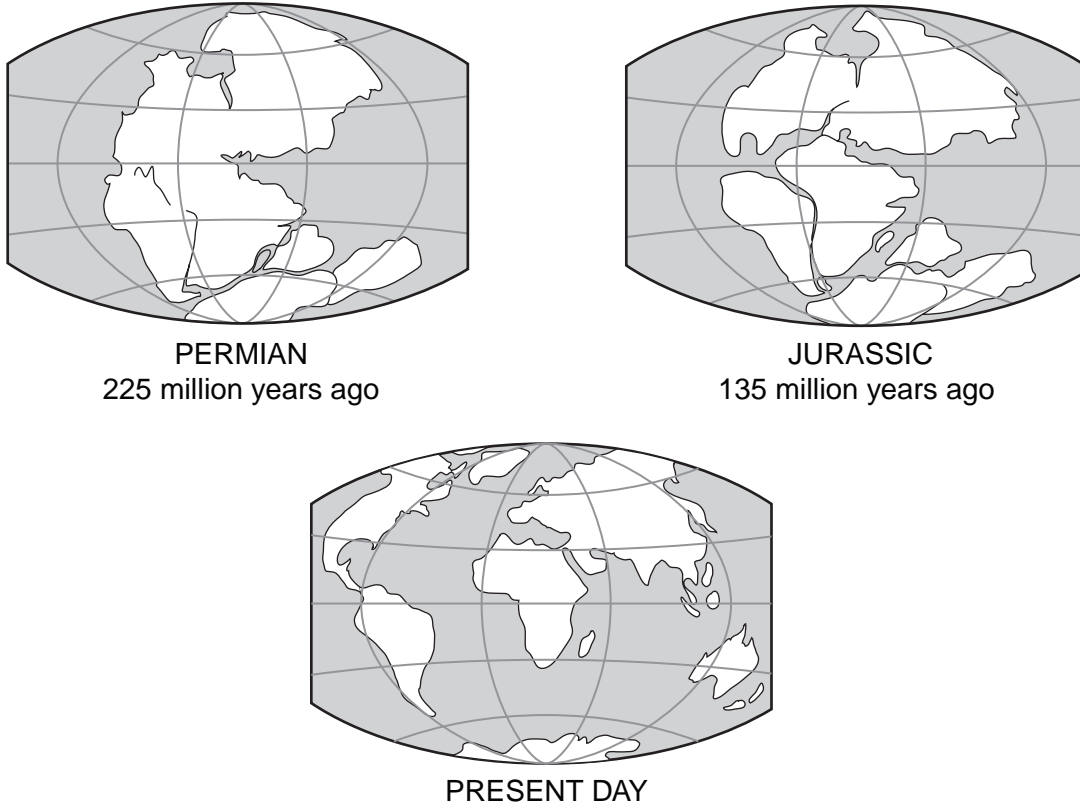 PERMIAN
225 million years ago
JURASSIC
135 million years ago
PRESENT DAY